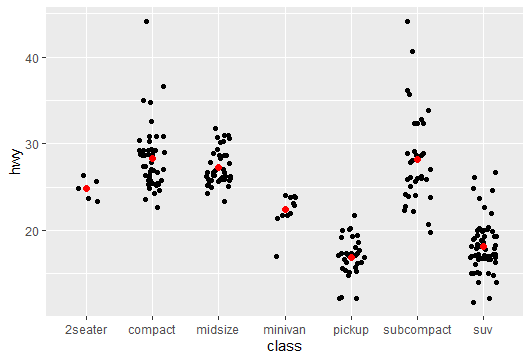 40
30
20
hwy
2seater compact midsize minivan pickup subcompact suv
class